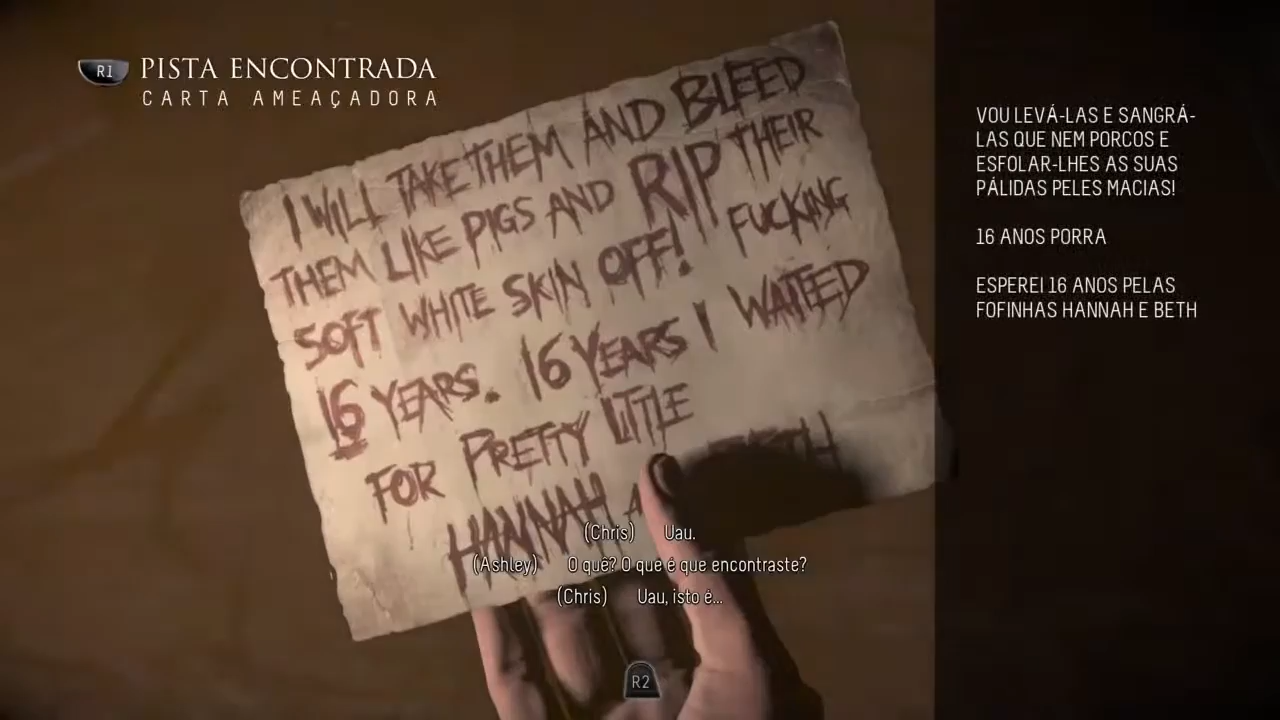 R1 PISTA ENCONTRADA
CARTA AMEAÇADORA
I WILL TAKE THEM AND BLEED
THEM LIKE PIGS AND RIP THEIR
SOFT WHITE SKIN OFF! FUCKING
16 YEARS. 16 YEARS I WAITED
FOR PRETTY LITTLE
HANNAH
VOU LEVÁ-LAS E SANGRÁ-
LAS QUE NEM PORCOS E
ESFOLAR-LHES AS SUAS
PÁLIDAS PELES MACIAS!
16 ANOS PORRA
ESPEREI 16 ANOS PELAS
FOFINHAS HANNAH E BETH
(Chris) Uau.
(Ashley) O quê? O que é que encontraste?
(Chris) Uau, isto é...
R2